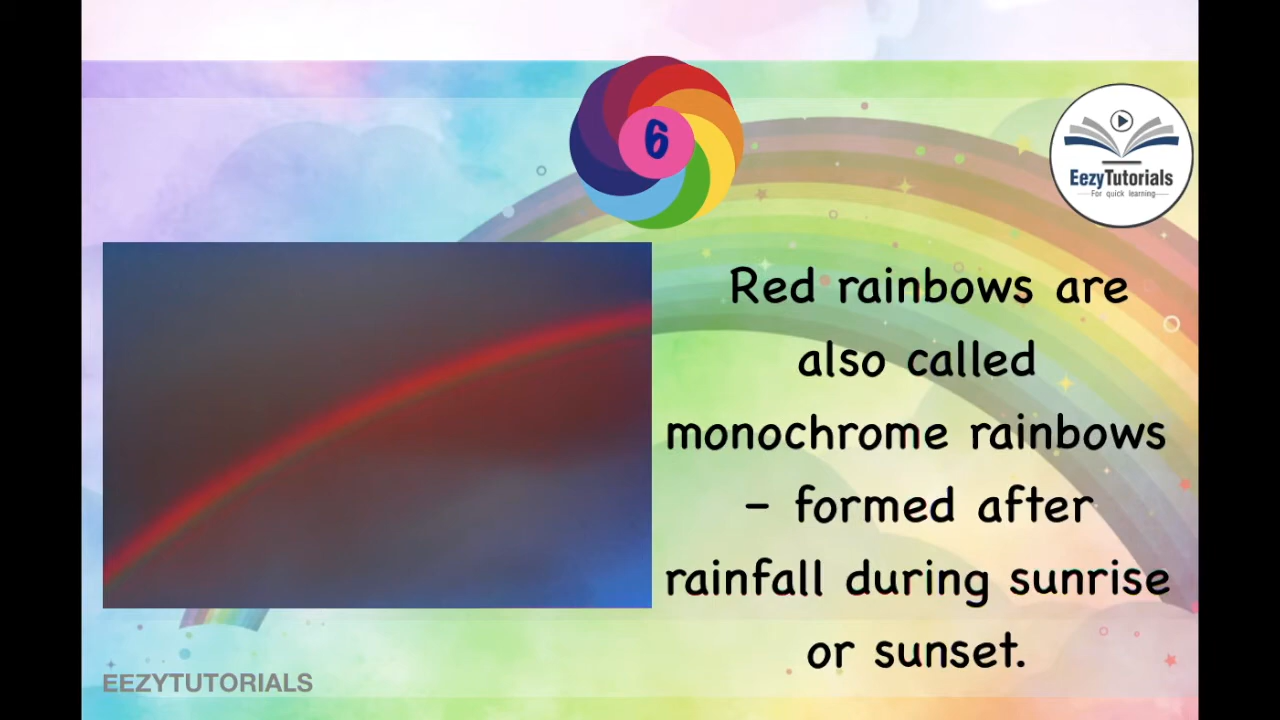 6
EezyTutorials
For quick learning
Red rainbows are
also called
monochrome rainbows
– formed after
rainfall during sunrise
or sunset.
EEZYTUTORIALS